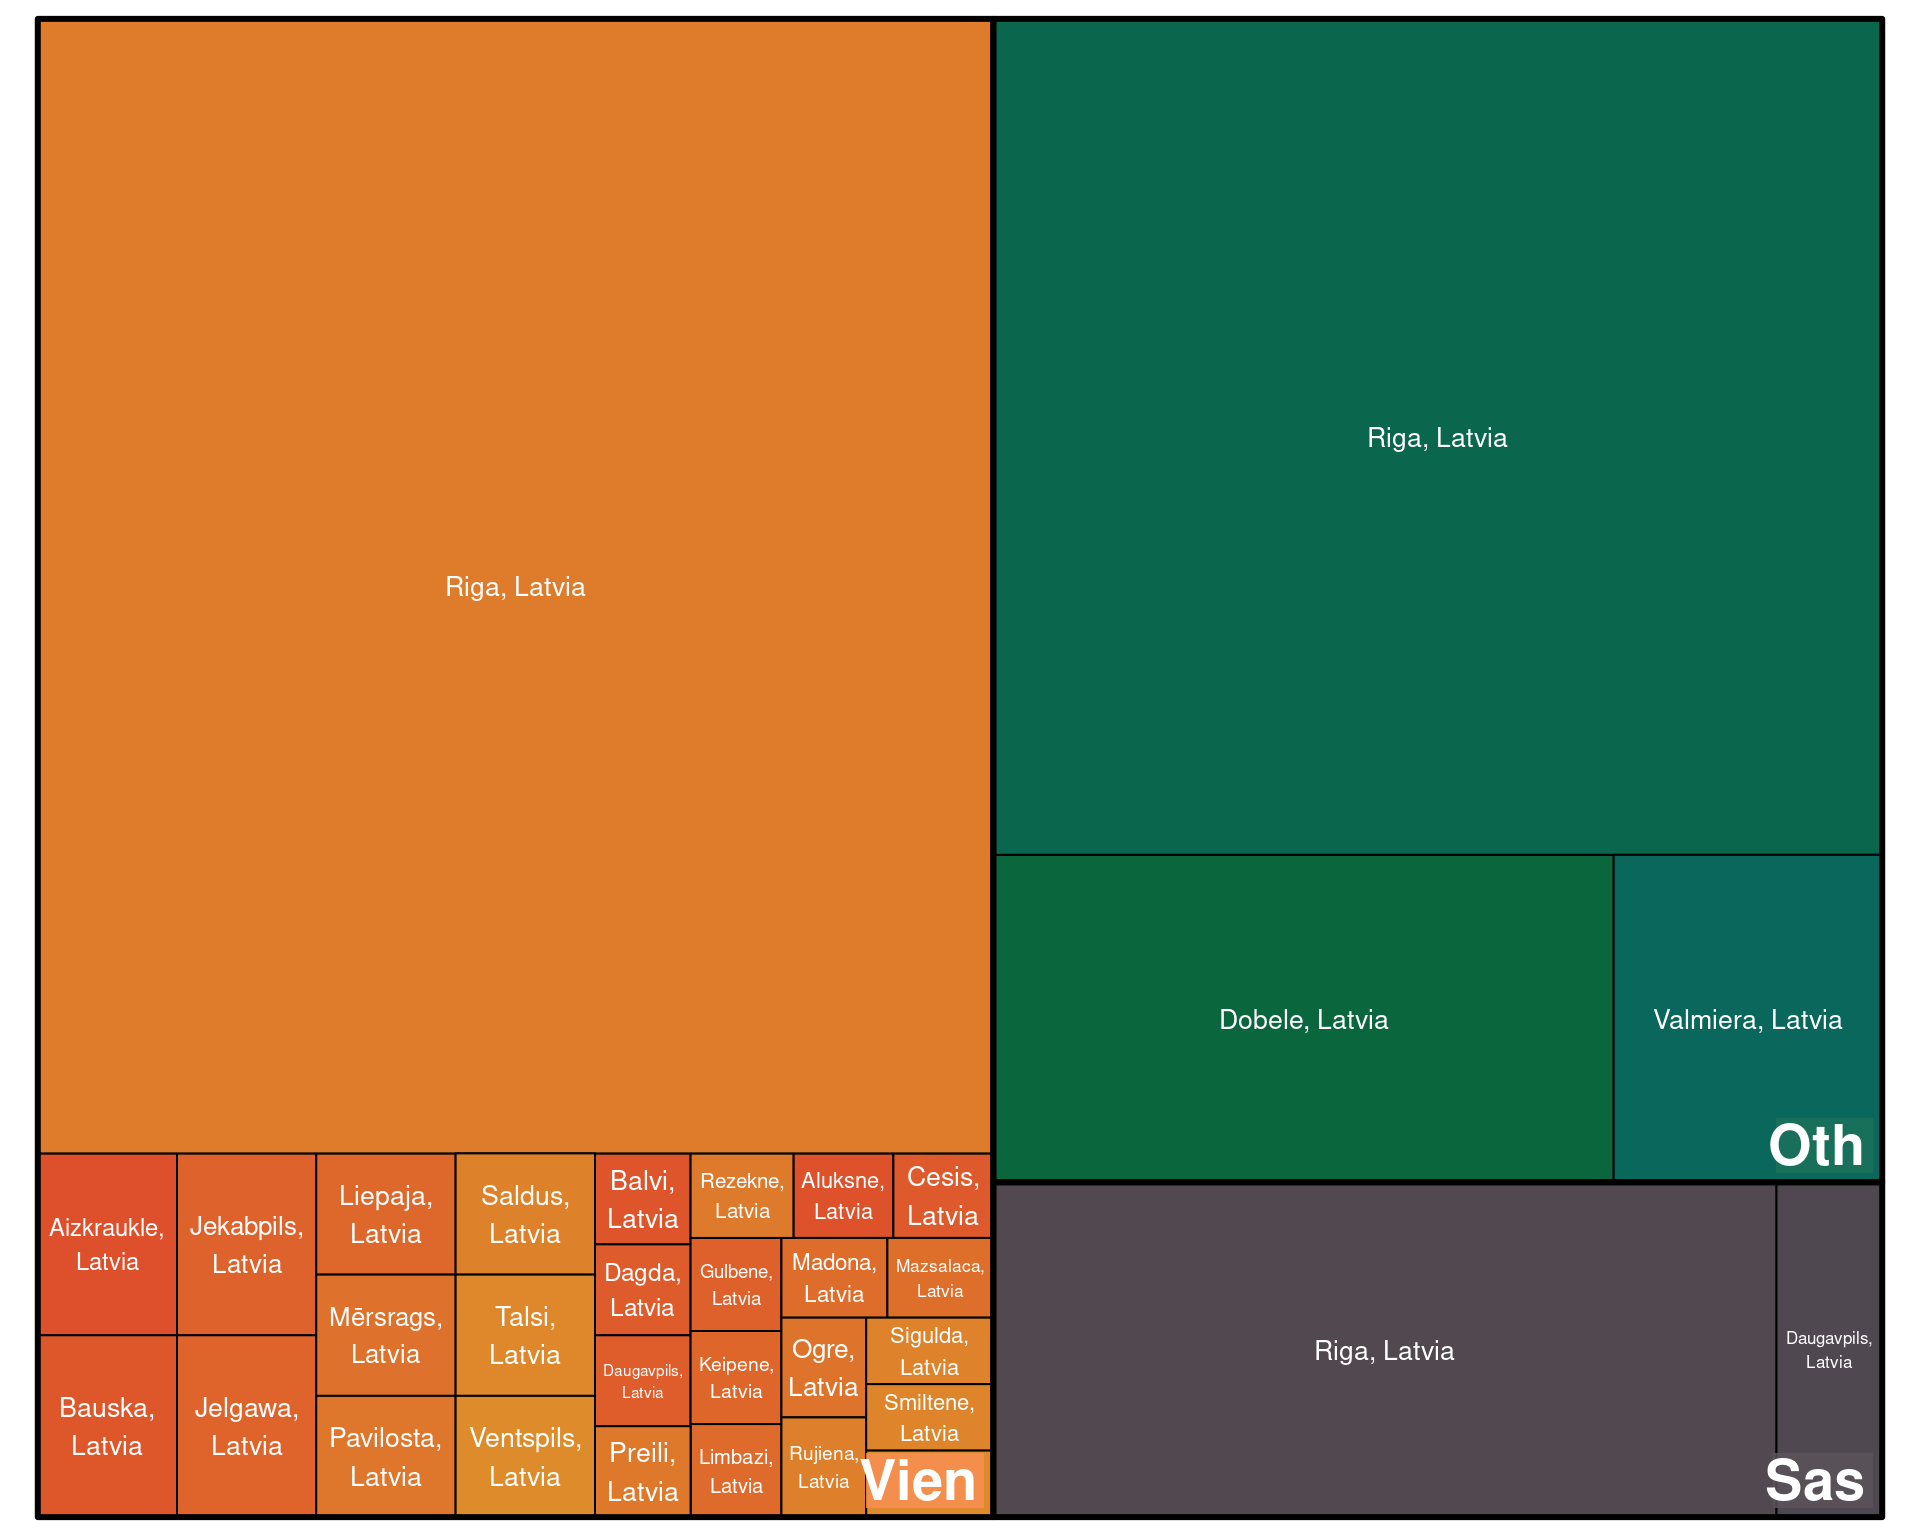 Riga, Latvia
Aizkraukle,
Latvia
Bauska,
Latvia
Jekabpils,
Latvia
Jelgawa,
Latvia
Liepaja,
Latvia
Mērsrags,
Latvia
Pavilosta,
Latvia
Saldus,
Latvia
Talsi,
Latvia
Ventspils,
Latvia
Balvi,
Latvia
Dagda,
Latvia
Daugavpils,
Latvia
Preili,
Latvia
Rezekne,
Latvia
Aluksne,
Latvia
Cesis,
Latvia
Gulbene,
Latvia
Keipene,
Latvia
Limbazi,
Latvia
Madona,
Latvia
Mazsalaca,
Latvia
Ogre,
Latvia
Rujiena,
Latvia
Sigulda,
Latvia
Smiltene,
Latvia
Vien
Riga, Latvia
Dobele, Latvia
Valmiera, Latvia
Oth
Riga, Latvia
Daugavpils,
Latvia
Sas